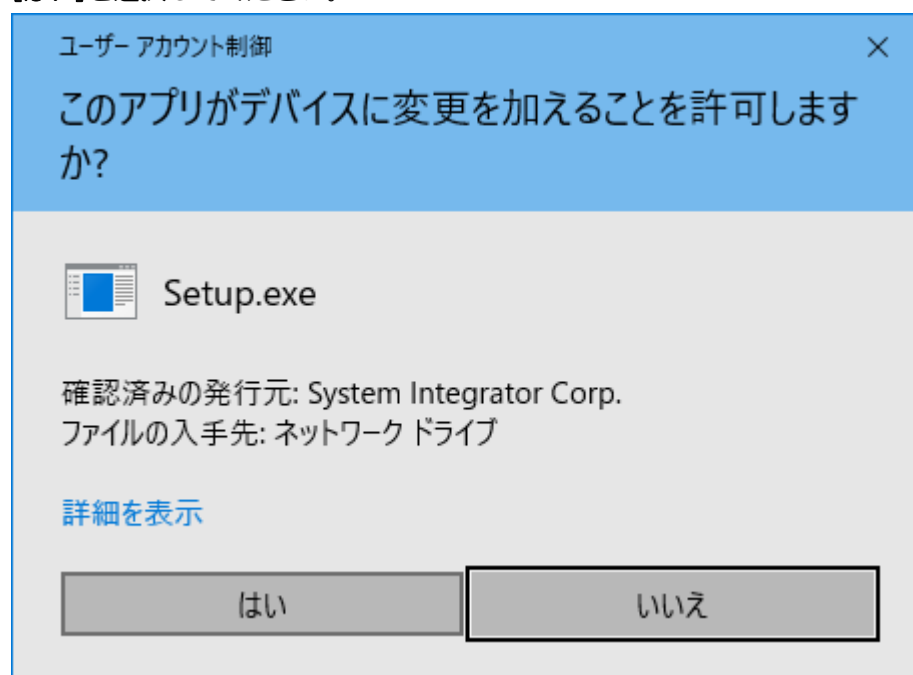 ユーザー アカウント制御
このアプリがデバイスに変更を加えることを許可します
か?
Setup.exe
確認済みの発行元: System Integrator Corp.
ファイルの入手先: ネットワーク ドライブ
詳細を表示
はい
いいえ